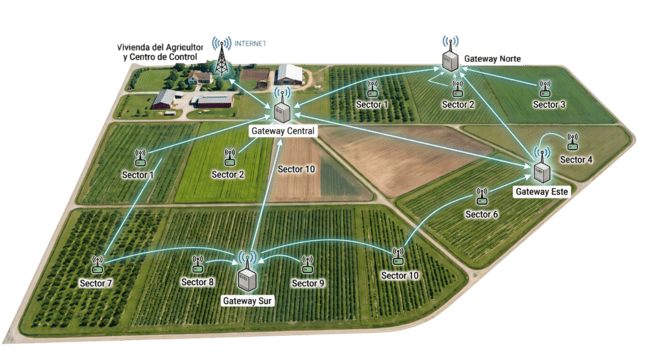 Vivienda del Agricultor
y Centro de Control
INTERNET
Gateway Norte
Sector 1
Sector 2
Sector 3
Gateway Central
Sector 1
Sector 2
Sector 10
Sector 4
Gateway Este
Sector 6
Sector 7
Sector 8
Gateway Sur
Sector 9
Sector 10